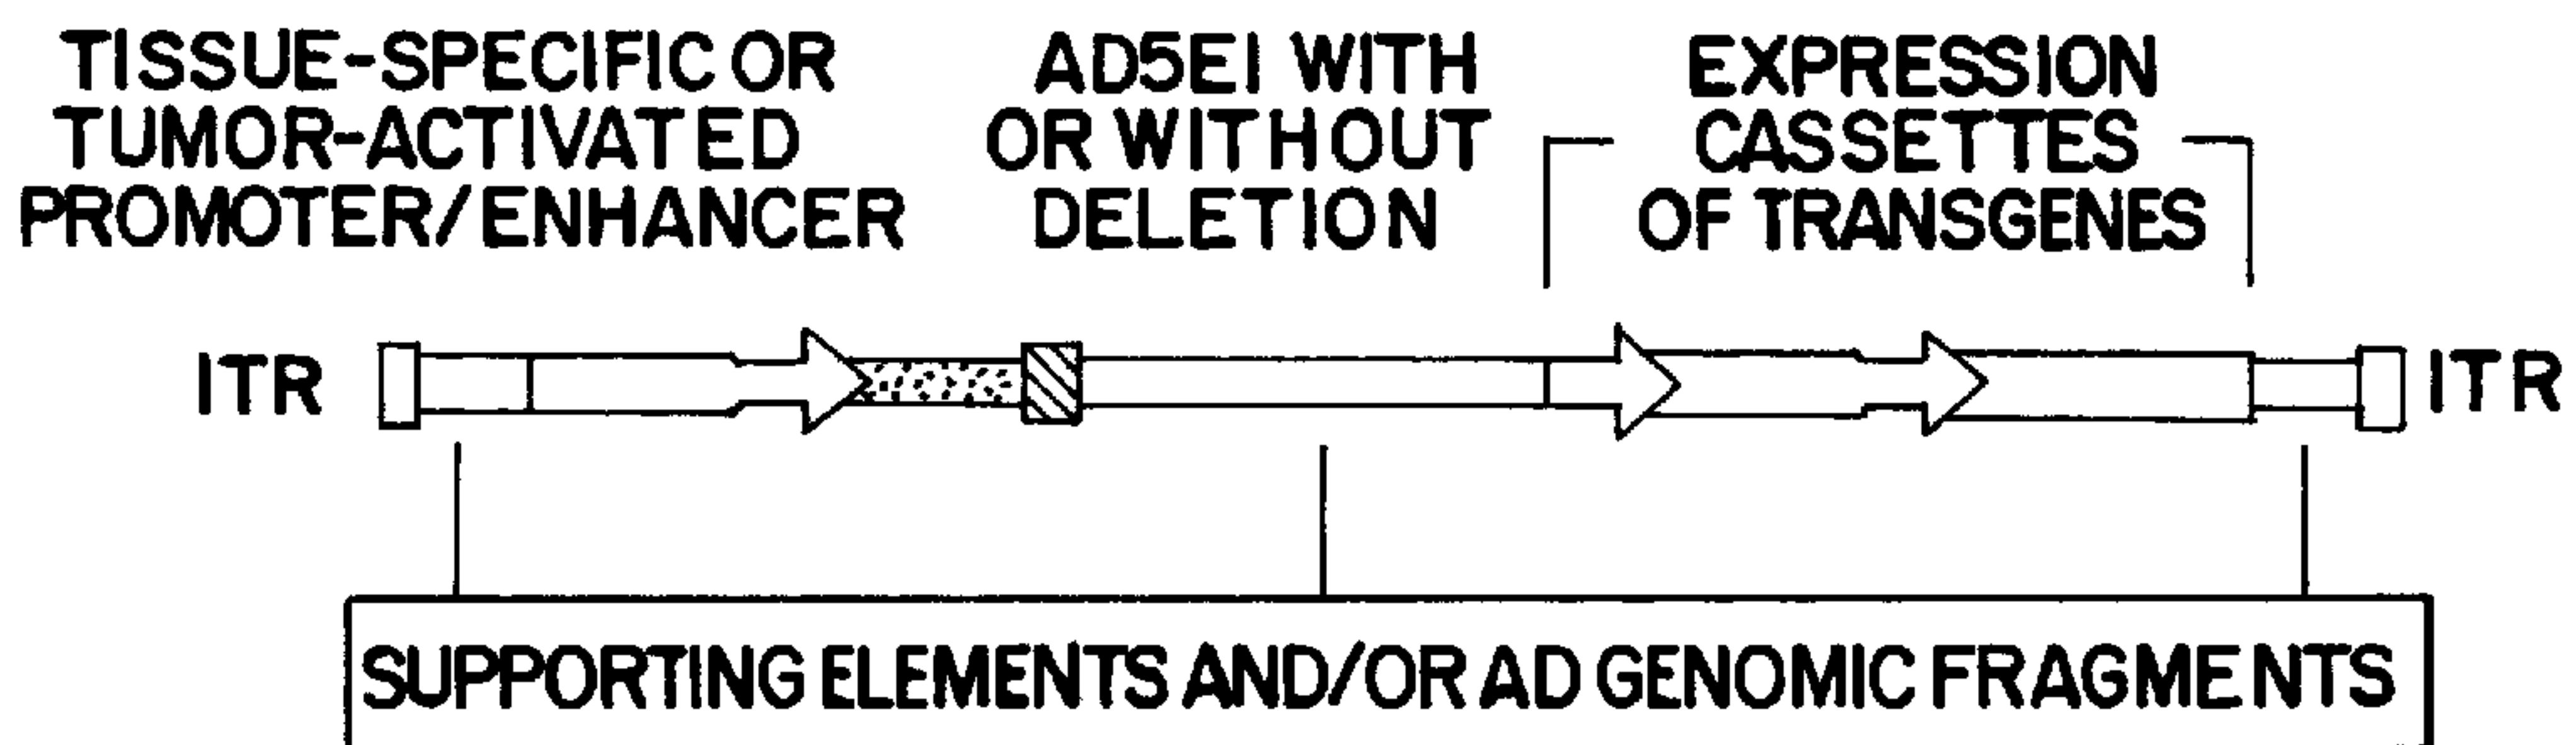 TISSUE-SPECIFIC OR
TUMOR-ACTIVATED
PROMOTER/ENHANCER
AD5E1 WITH
OR WITHOUT
DELETION
EXPRESSION
CASSETTES
OF TRANSGENES
ITR
ITR
SUPPORTING ELEMENTS AND/OR AD GENOMIC FRAGMENTS